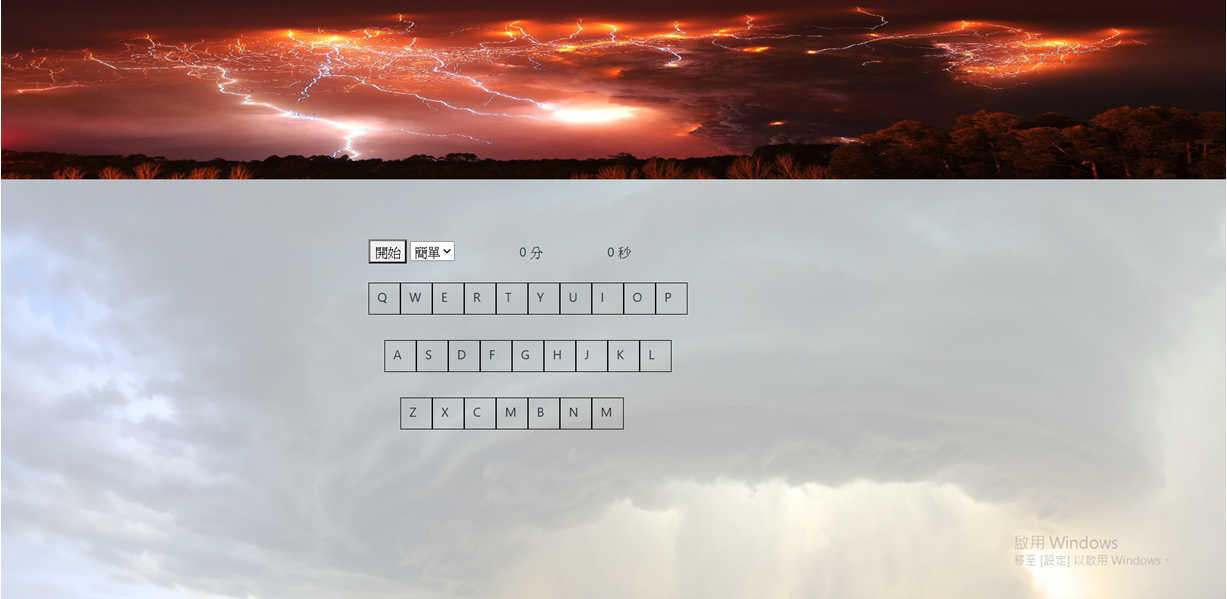 開始 簡單 0 分 0 秒
Q W E R T Y U I O P
A S D F G H J K L
Z X C M B N M
啟用 Windows
移至 [設定] 以啟用 Windows。